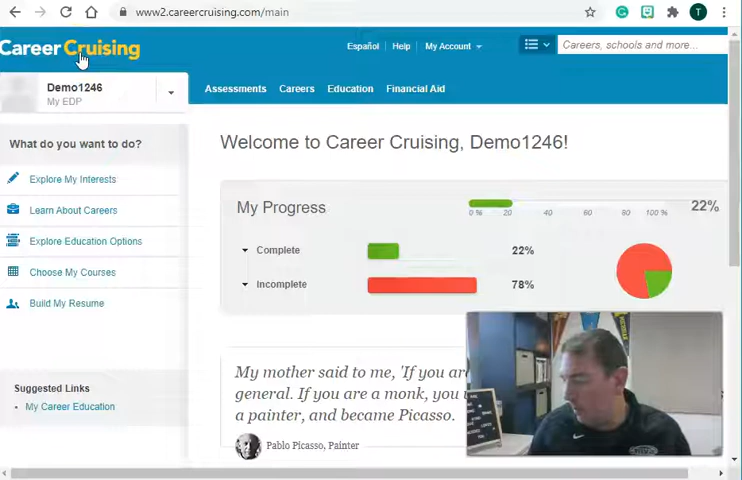 www2.careercruising.com/main
T
Career Cruising
Español
Help
My Account
Careers, schools and more...
Demo1246
My EDP
Assessments
Careers
Education
Financial Aid
What do you want to do?
Explore My Interests
Learn About Careers
Explore Education Options
Choose My Courses
Build My Resume
Suggested Links
My Career Education
Welcome to Career Cruising, Demo1246!
My Progress
0 %
20
40
60
80
100 %
22%
Complete
22%
Incomplete
78%
My mother said to me, 'If you are
general. If you are a monk, you
a painter, and became Picasso.
Pablo Picasso, Painter